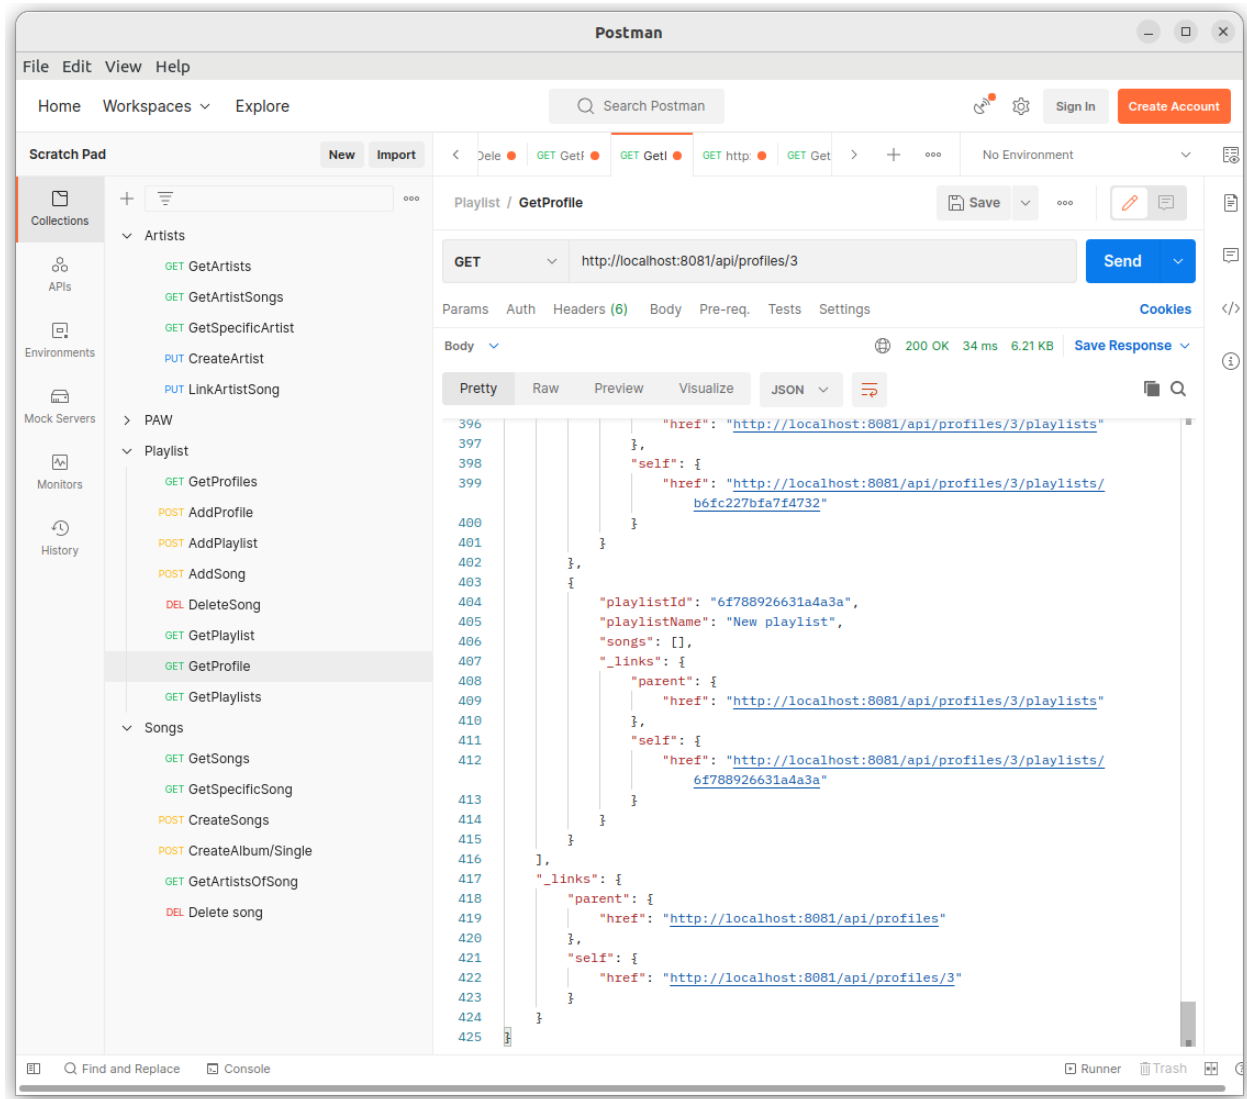 Postman
File Edit View Help
Home Workspaces Explore Search Postman Sign In Create Account
Scratch Pad New Import Dele GET GetF GET GetI GET http: GET Get No Environment
Collections
APIs
Environments
Mock Servers
Monitors
History
Artists
GET GetArtists
GET GetArtistSongs
GET GetSpecificArtist
PUT CreateArtist
PUT LinkArtistSong
PAW
Playlist
GET GetProfiles
POST AddProfile
POST AddPlaylist
POST AddSong
DEL DeleteSong
GET GetPlaylist
GET GetProfile
GET GetPlaylists
Songs
GET GetSongs
GET GetSpecificSong
POST CreateSongs
POST CreateAlbum/Single
GET GetArtistsOfSong
DEL Delete song
Playlist / GetProfile Save
GET http://localhost:8081/api/profiles/3 Send
Params Auth Headers (6) Body Pre-req. Tests Settings Cookies
Body 200 OK 34 ms 6.21 KB Save Response
Pretty Raw Preview Visualize JSON
396 "href": "http://localhost:8081/api/profiles/3/playlists"
397 },
398 "self": {
399 "href": "http://localhost:8081/api/profiles/3/playlists/
b6fc227bfa7f4732"
400 }
401 }
402 },
403 {
404 "playlistId": "6f788926631a4a3a",
405 "playlistName": "New playlist",
406 "songs": [],
407 "_links": {
408 "parent": {
409 "href": "http://localhost:8081/api/profiles/3/playlists"
410 },
411 "self": {
412 "href": "http://localhost:8081/api/profiles/3/playlists/
6f788926631a4a3a"
413 }
414 }
415 }
416 ],
417 "_links": {
418 "parent": {
419 "href": "http://localhost:8081/api/profiles"
420 },
421 "self": {
422 "href": "http://localhost:8081/api/profiles/3"
423 }
424 }
425 }
Find and Replace Console Runner Trash